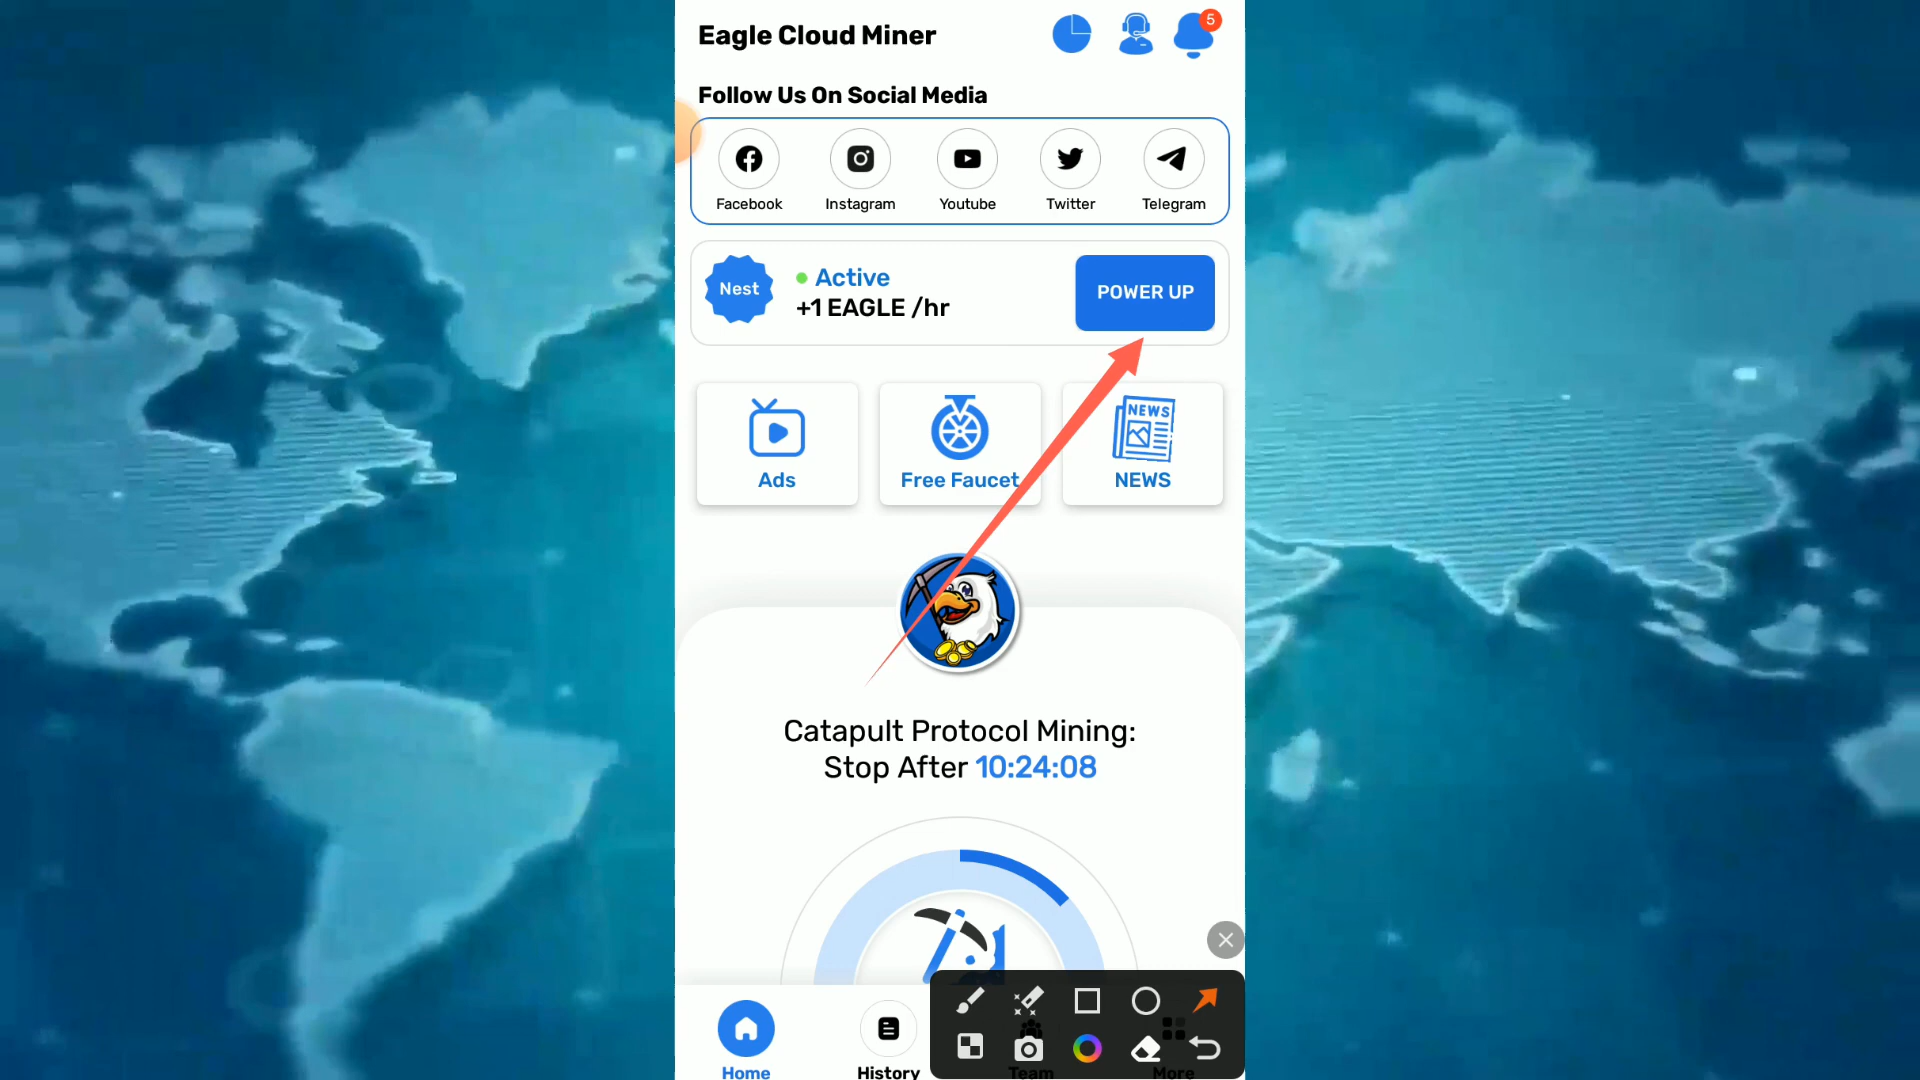 Eagle Cloud Miner
5
Follow Us On Social Media
Facebook
Instagram
Youtube
Twitter
Telegram
Nest
Active
+1 EAGLE /hr
POWER UP
Ads
Free Faucet
NEWS
NEWS
Catapult Protocol Mining:
Stop After 10:24:08
Home
History
Team
More